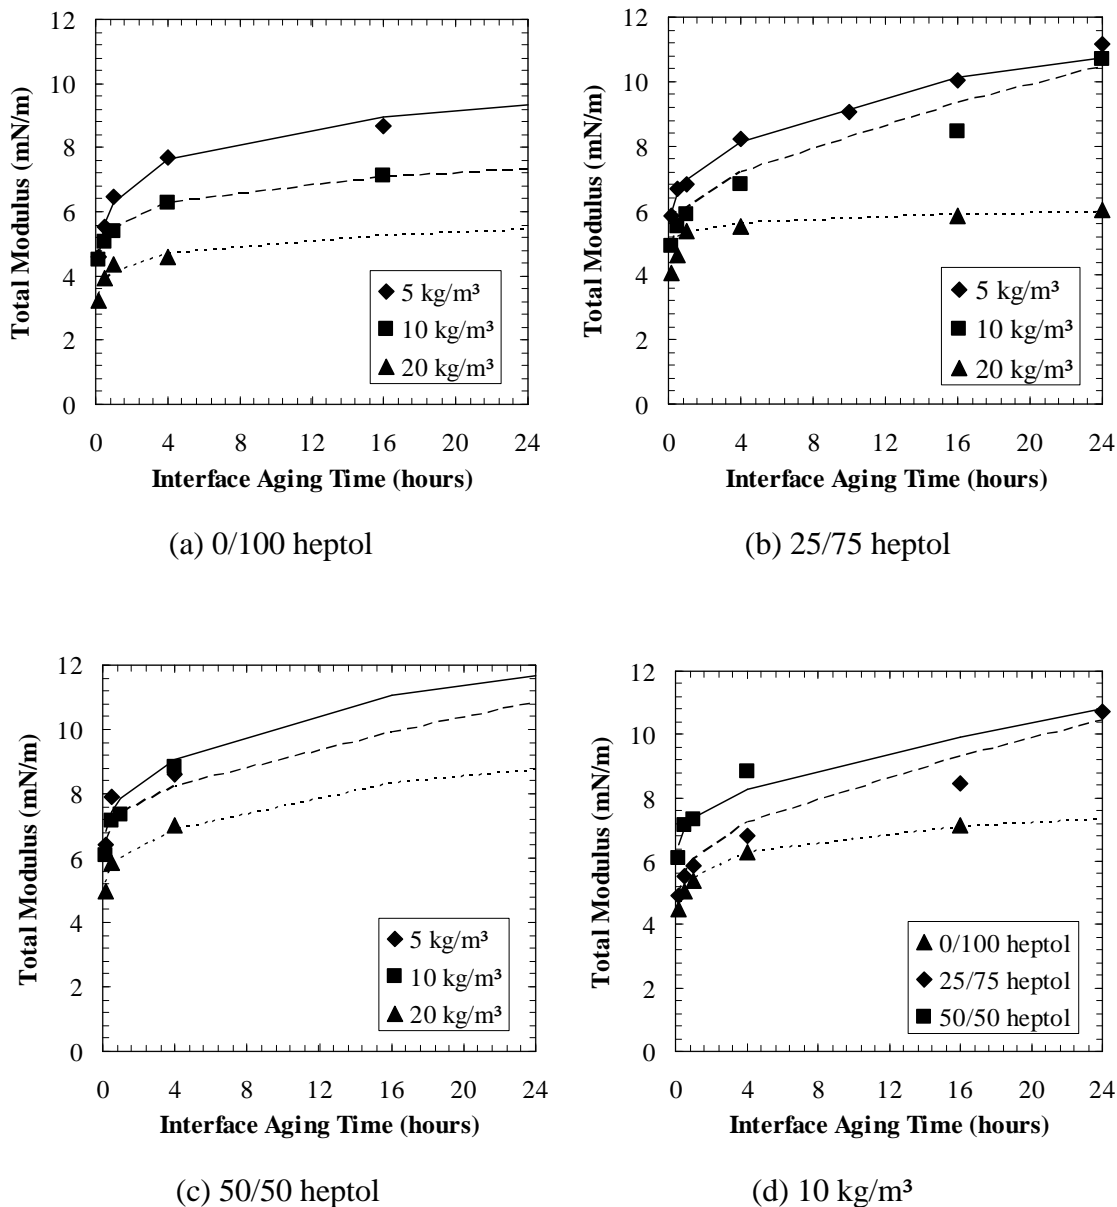 12
10
8
6
4
2
0
Total Modulus (mN/m)
5 kg/m³
10 kg/m³
20 kg/m³
0 4 8 12 16 20 24
Interface Aging Time (hours)
(a) 0/100 heptol
12
10
8
6
4
2
0
Total Modulus (mN/m)
5 kg/m³
10 kg/m³
20 kg/m³
0 4 8 12 16 20 24
Interface Aging Time (hours)
(b) 25/75 heptol
12
10
8
6
4
2
0
Total Modulus (mN/m)
5 kg/m³
10 kg/m³
20 kg/m³
0 4 8 12 16 20 24
Interface Aging Time (hours)
(c) 50/50 heptol
12
10
8
6
4
2
0
Total Modulus (mN/m)
0/100 heptol
25/75 heptol
50/50 heptol
0 4 8 12 16 20 24
Interface Aging Time (hours)
(d) 10 kg/m³